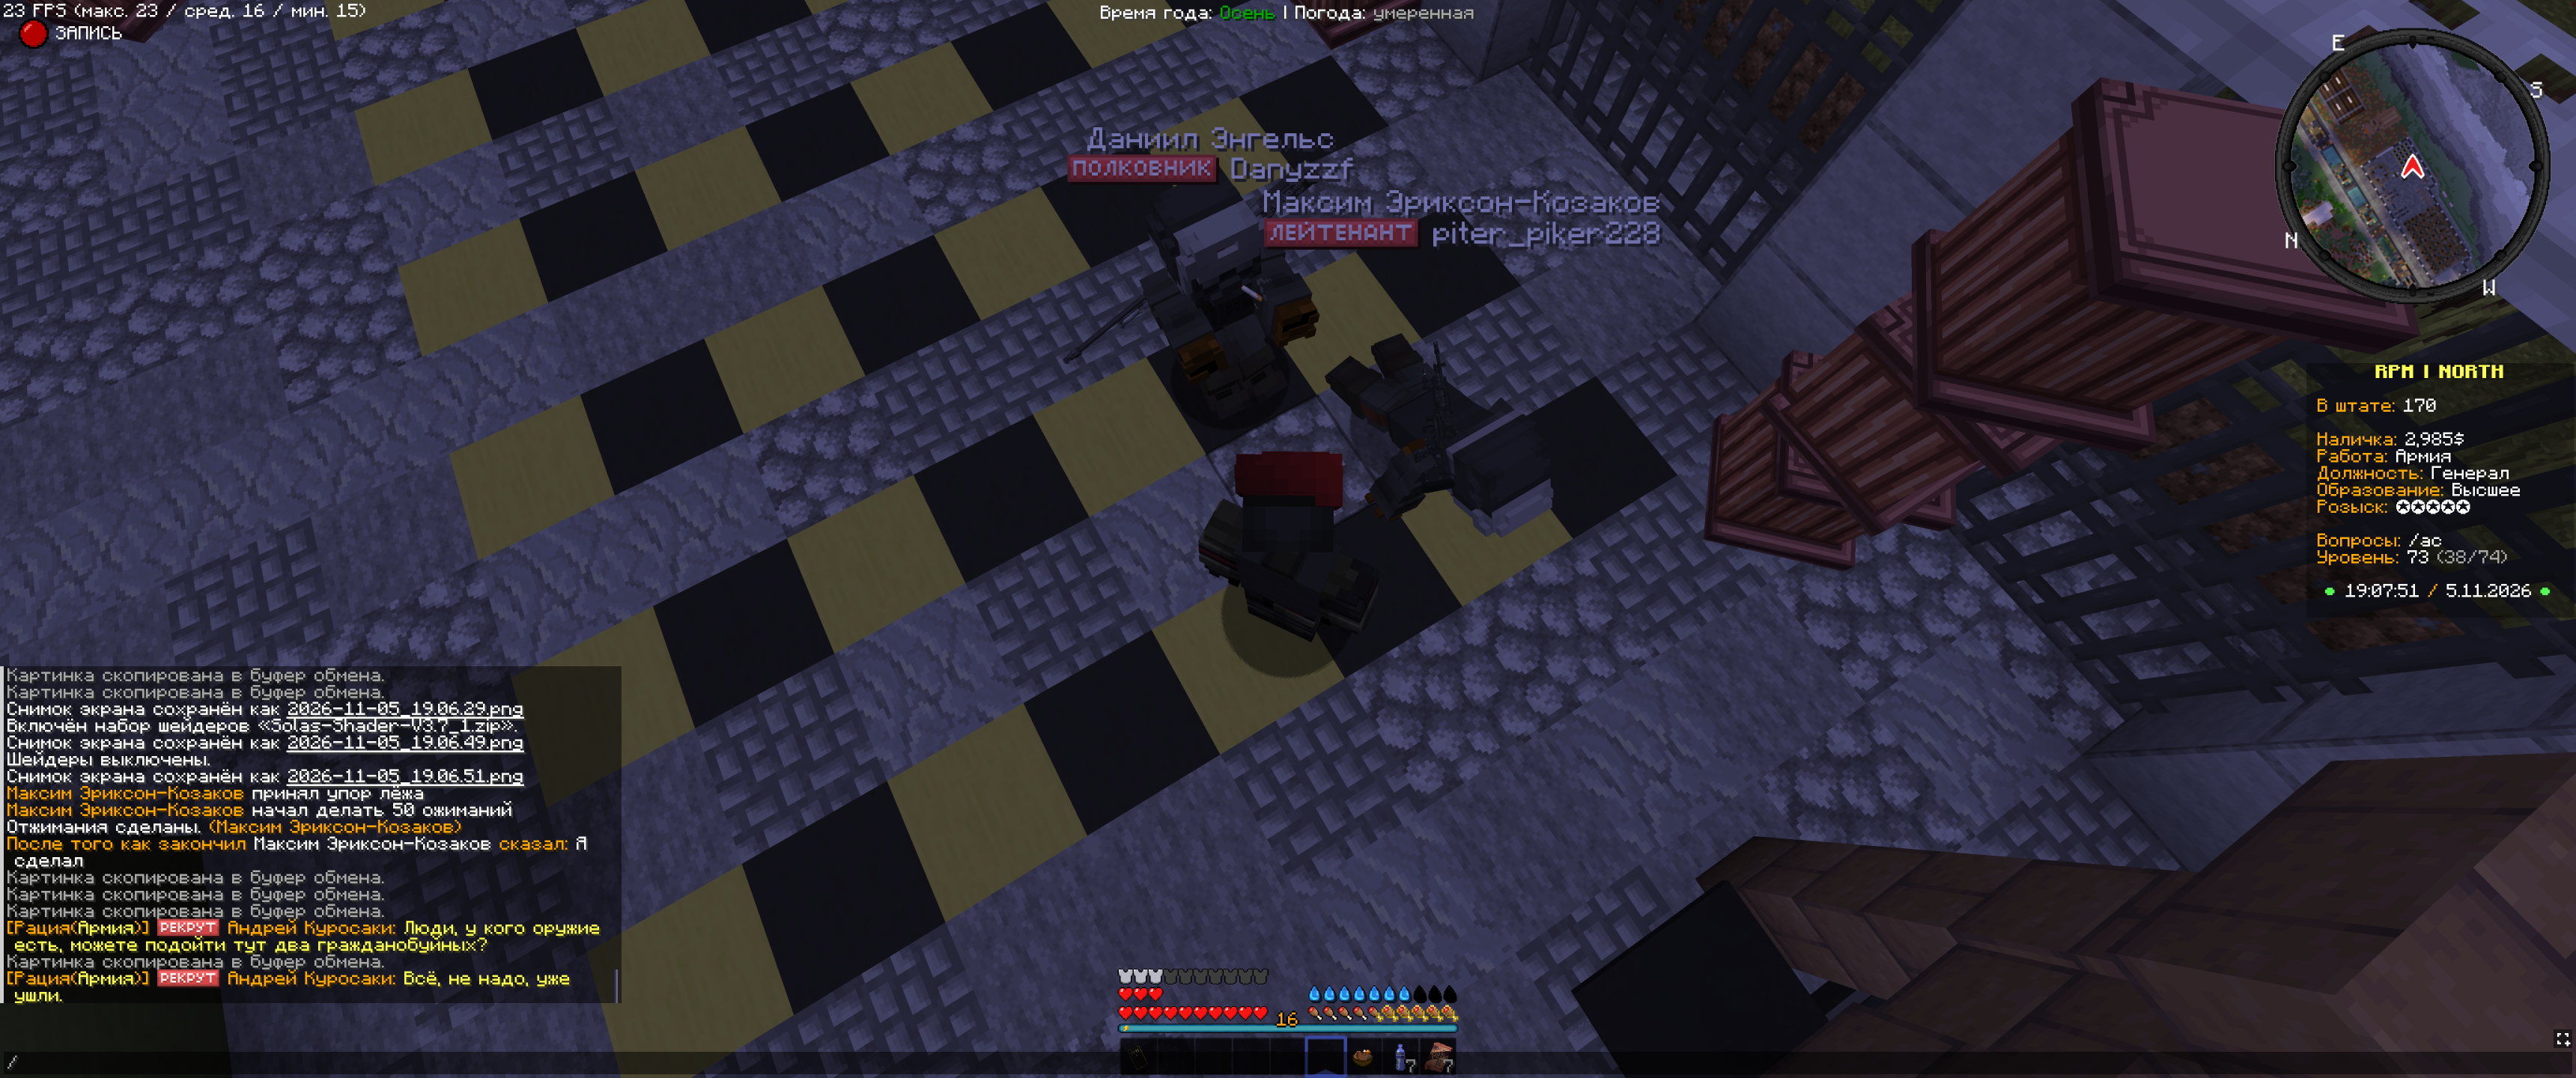 23 FPS (макс. 23 / сред. 16 / мин. 15)
ЗАПИСЬ
Время года: Осень | Погода: умеренная
E
S
N
W
Даниил Энгельс
ПОЛКОВНИК Danyzzf
Максим Эриксон-Козаков
ЛЕЙТЕНАНТ piter_piker228
RPM | NORTH
В штате: 170
Наличка: 2,985$
Работа: Армия
Должность: Генерал
Образование: Высшее
Розыск: ✪✪✪✪✪
Вопросы: /ac
Уровень: 73 (38/74)
● 19:07:51 / 5.11.2026 ●
Картинка скопирована в буфер обмена.
Картинка скопирована в буфер обмена.
Снимок экрана сохранён как 2026-11-05_19.06.29.png
Включён набор шейдеров «Solas-Shader-V3.7_1.zip».
Снимок экрана сохранён как 2026-11-05_19.06.49.png
Шейдеры выключены.
Снимок экрана сохранён как 2026-11-05_19.06.51.png
Максим Эриксон-Козаков принял упор лёжа
Максим Эриксон-Козаков начал делать 50 ожиманий
Отжимания сделаны. (Максим Эриксон-Козаков)
После того как закончил Максим Эриксон-Козаков сказал: Я
сделал
Картинка скопирована в буфер обмена.
Картинка скопирована в буфер обмена.
Картинка скопирована в буфер обмена.
[Рация(Армия)] РЕКРУТ Андрей Куросаки: Люди, у кого оружие
есть, можете подойти тут два гражданобуйных?
Картинка скопирована в буфер обмена.
[Рация(Армия)] РЕКРУТ Андрей Куросаки: Всё, не надо, уже
ушли.
16
7
7
/